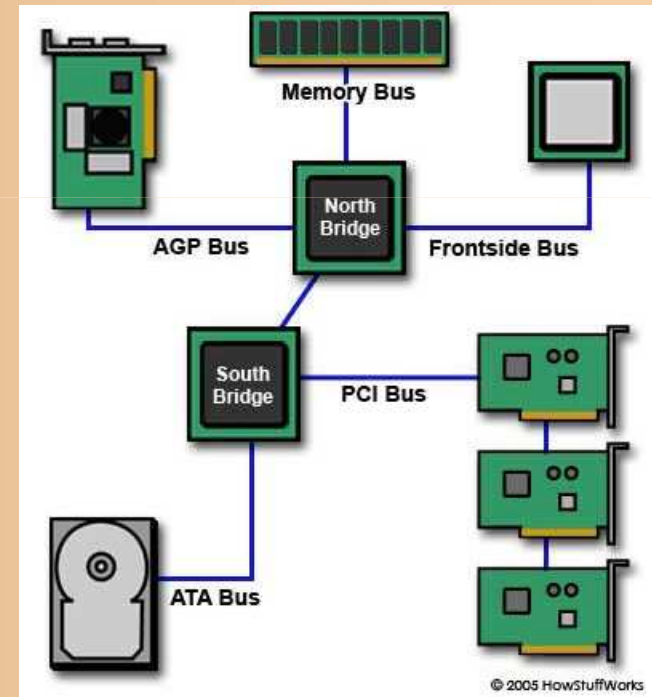 Memory Bus
North
Bridge
AGP Bus
Frontside Bus
South
Bridge
PCI Bus
ATA Bus
© 2005 HowStuffWorks